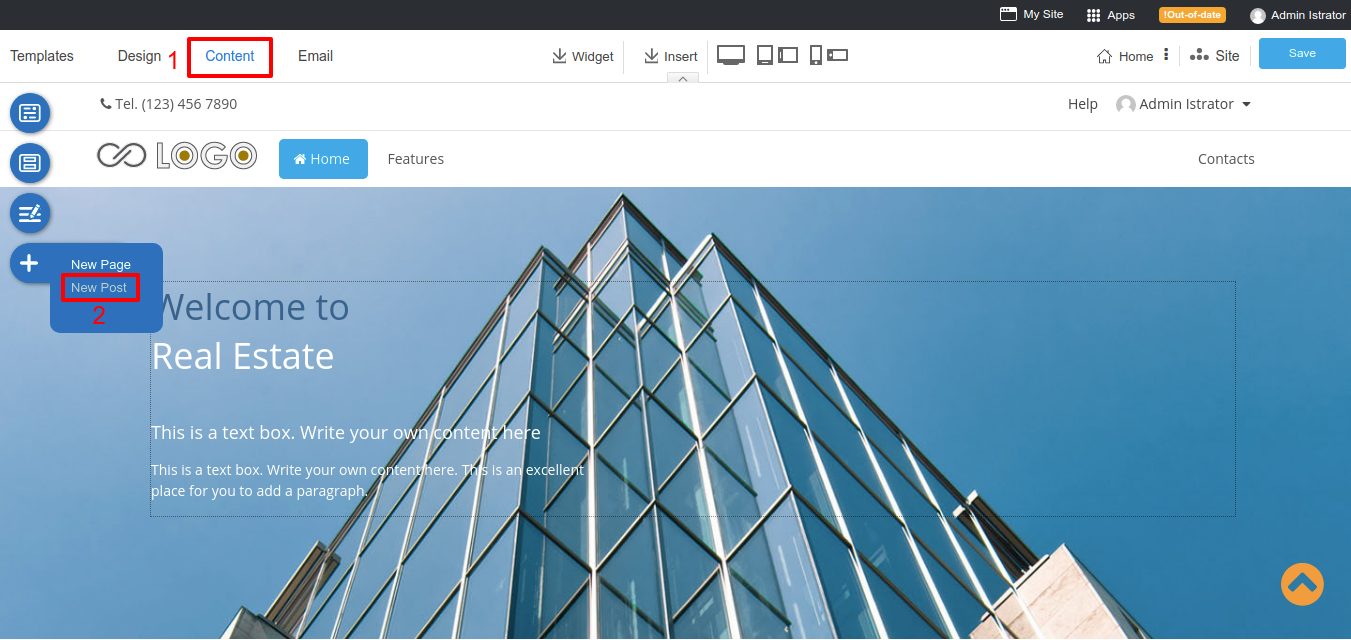 My Site Apps !Out-of-date Admin Istrator
Templates Design 1 Content Email Widget Insert Home Site Save
Tel. (123) 456 7890 Help Admin Istrator
LOGO Home Features Contacts
New Page
New Post
2
Welcome to
Real Estate
This is a text box. Write your own content here
This is a text box. Write your own content here. This is an excellent
place for you to add a paragraph.